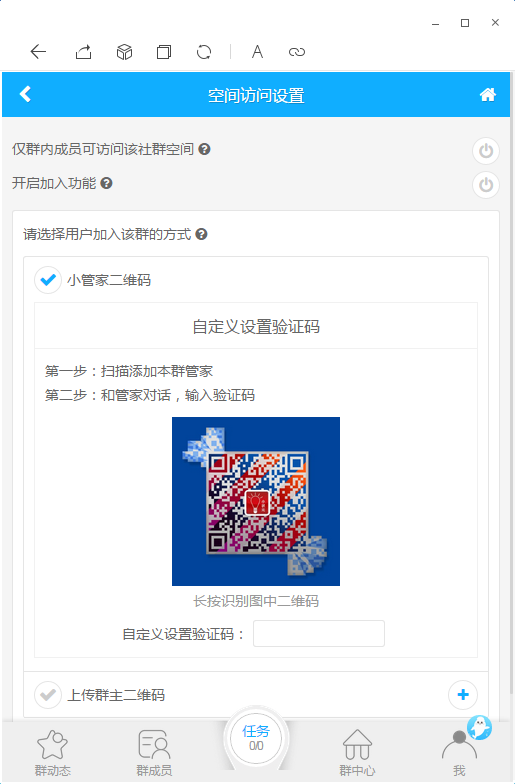 A
空间访问设置
仅群内成员可访问该社群空间
开启加入功能
请选择用户加入该群的方式
小管家二维码
自定义设置验证码
第一步：扫描添加本群管家
第二步：和管家对话，输入验证码
长按识别图中二维码
自定义设置验证码：
上传群主二维码
任务
0/0
群动态
群成员
群中心
我